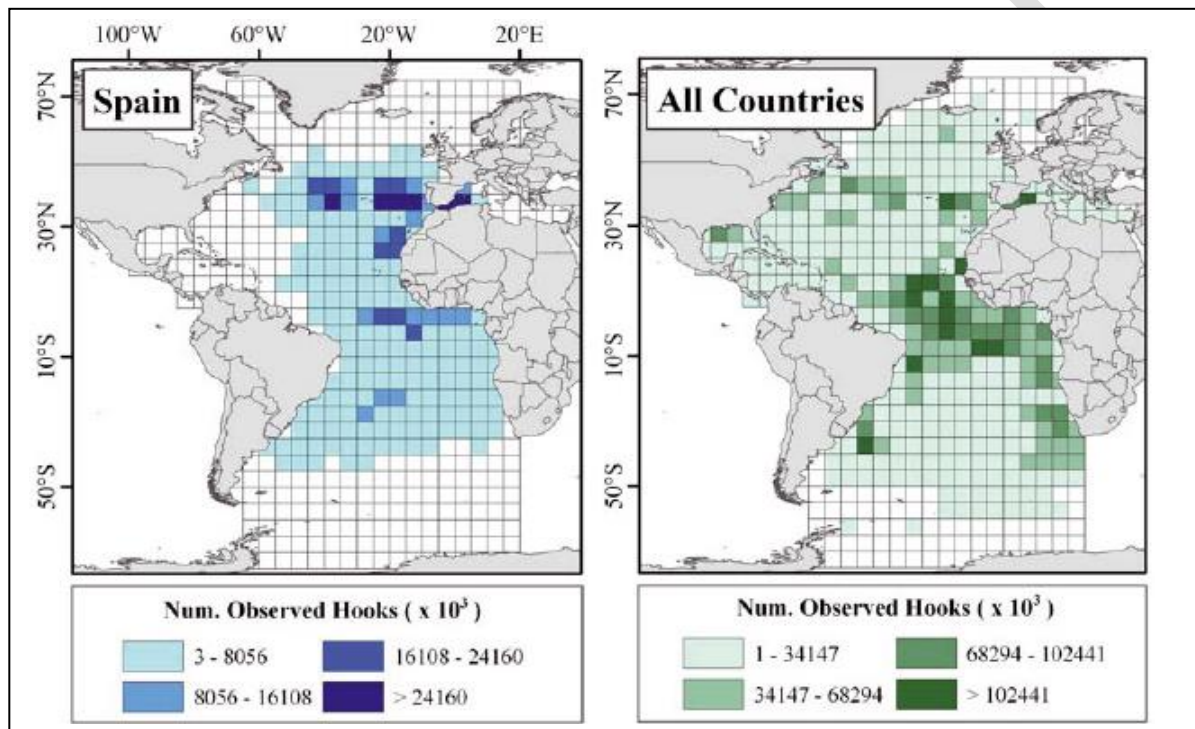 100°W 60°W 20°W 20°E
Spain
All Countries
70°N
30°N
10°S
50°S
70°N
30°N
10°S
50°S
Num. Observed Hooks ( x 10³ )
3 - 8056
16108 - 24160
8056 - 16108
> 24160
Num. Observed Hooks ( x 10³ )
1 - 34147
68294 - 102441
34147 - 68294
> 102441